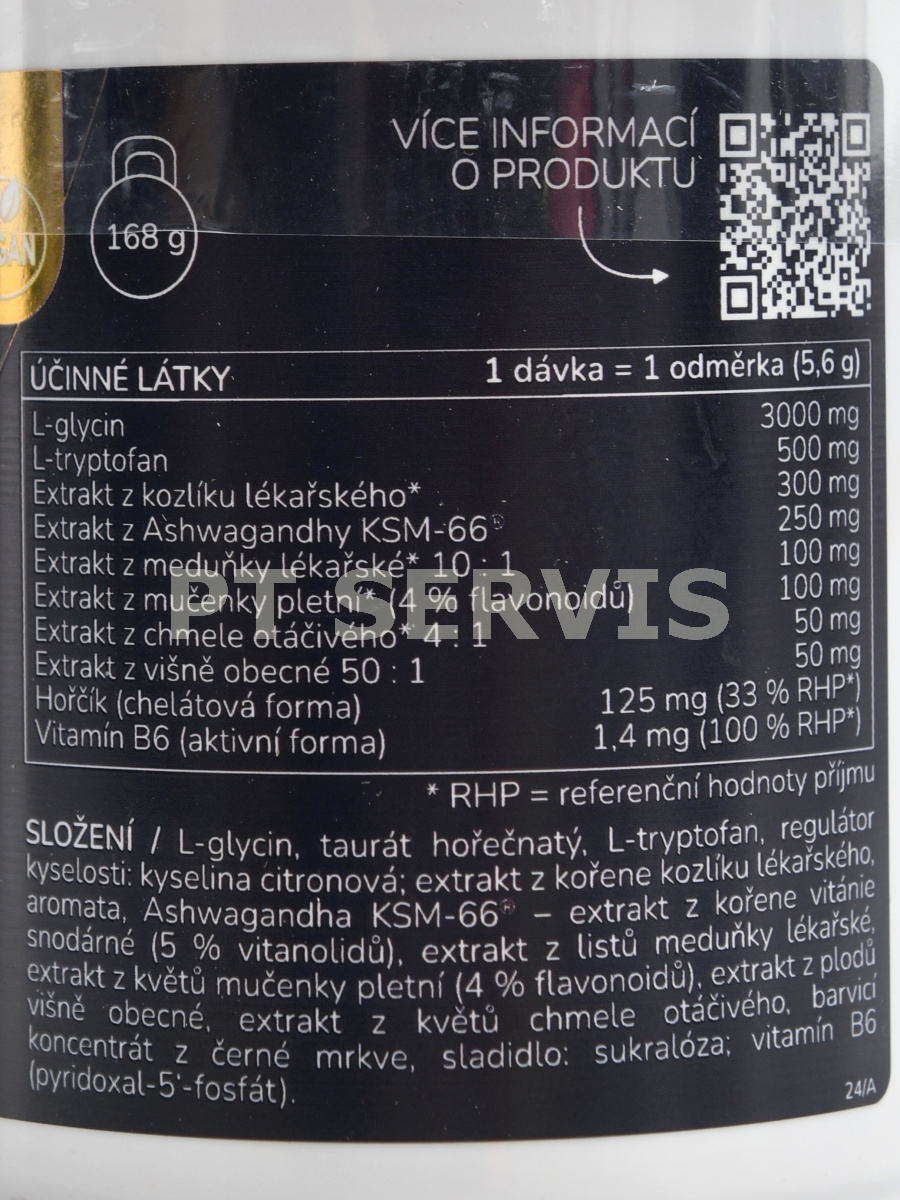 VÍCE INFORMACÍ
O PRODUKTU
168 g
ÚČINNÉ LÁTKY 1 dávka = 1 odměrka (5,6 g)
L-glycin 3000 mg
L-tryptofan 500 mg
Extrakt z kozlíku lékařského* 300 mg
Extrakt z Ashwagandhy KSM-66® 250 mg
Extrakt z meduňky lékařské* 10 : 1 100 mg
Extrakt z mučenky pletní* (4 % flavonoidů) 100 mg
Extrakt z chmele otáčivého* 4 : 1 50 mg
Extrakt z višně obecné 50 : 1 50 mg
Hořčík (chelátová forma) 125 mg (33 % RHP*)
Vitamín B6 (aktivní forma) 1,4 mg (100 % RHP*)
PT SERVIS
* RHP = referenční hodnoty příjmu
SLOŽENÍ / L-glycin, taurát hořečnatý, L-tryptofan, regulátor
kyselosti: kyselina citronová; extrakt z kořene kozlíku lékařského,
aromata, Ashwagandha KSM-66® – extrakt z kořene vitánie
snodárné (5 % vitanolidů), extrakt z listů meduňky lékařské,
extrakt z květů mučenky pletní (4 % flavonoidů), extrakt z plodů
višně obecné, extrakt z květů chmele otáčivého, barvicí
koncentrát z černé mrkve, sladidlo: sukralóza; vitamín B6
(pyridoxal-5'-fosfát).
24/A